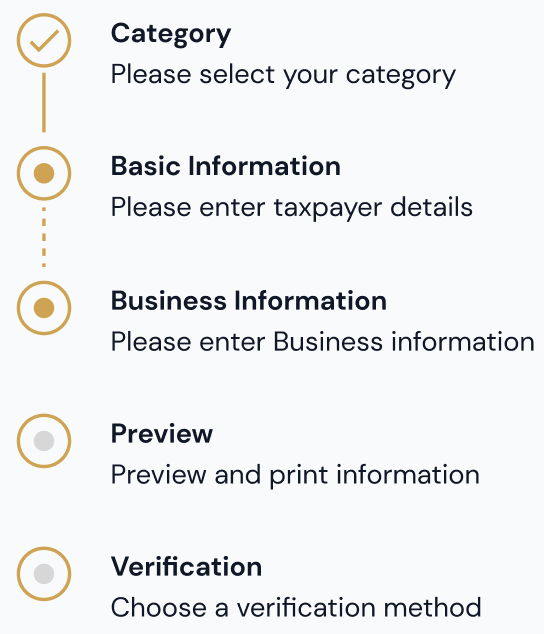 Category
Please select your category
Basic Information
Please enter taxpayer details
Business Information
Please enter Business information
Preview
Preview and print information
Verification
Choose a verification method